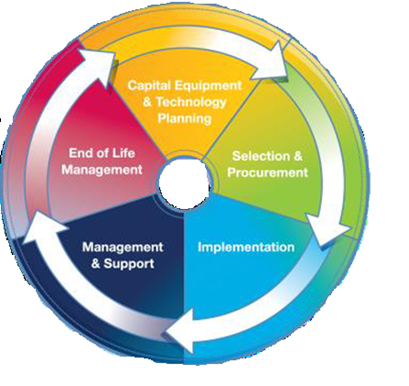 Capital Equipment
& Technology
Planning
Selection &
Procurement
Implementation
Management
& Support
End of Life
Management